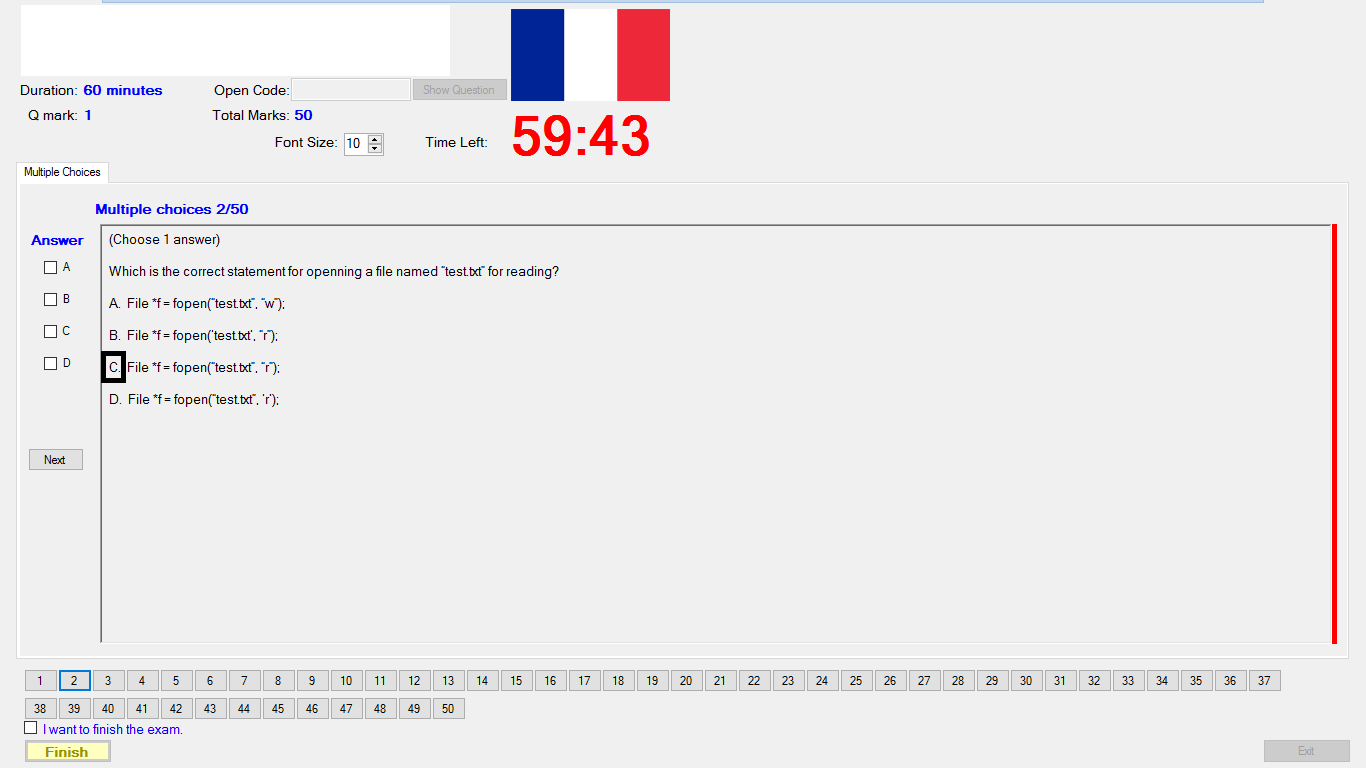 Duration: 60 minutes Open Code: Show Question
Q mark: 1 Total Marks: 50
Font Size: 10 Time Left: 59:43
Multiple Choices
Multiple choices 2/50
Answer
(Choose 1 answer)
A
Which is the correct statement for openning a file named “test.txt” for reading?
B
A. File *f = fopen(“test.txt”, “w”);
C
B. File *f = fopen(‘test.txt’, “r”);
D
C. File *f = fopen(“test.txt”, “r”);
D. File *f = fopen(“test.txt”, ‘r’);
Next
1 2 3 4 5 6 7 8 9 10 11 12 13 14 15 16 17 18 19 20 21 22 23 24 25 26 27 28 29 30 31 32 33 34 35 36 37
38 39 40 41 42 43 44 45 46 47 48 49 50
I want to finish the exam.
Finish Exit